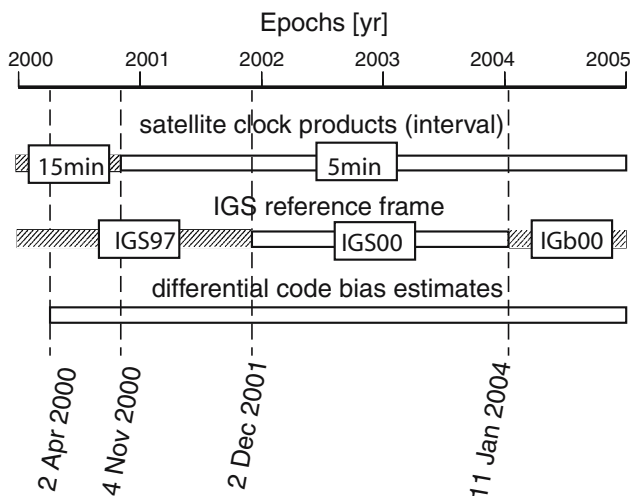 Epochs [yr]
2000 2001 2002 2003 2004 2005
satellite clock products (interval)
15min 5min
IGS reference frame
IGS97 IGS00 IGb00
differential code bias estimates
2 Apr 2000
4 Nov 2000
2 Dec 2001
11 Jan 2004